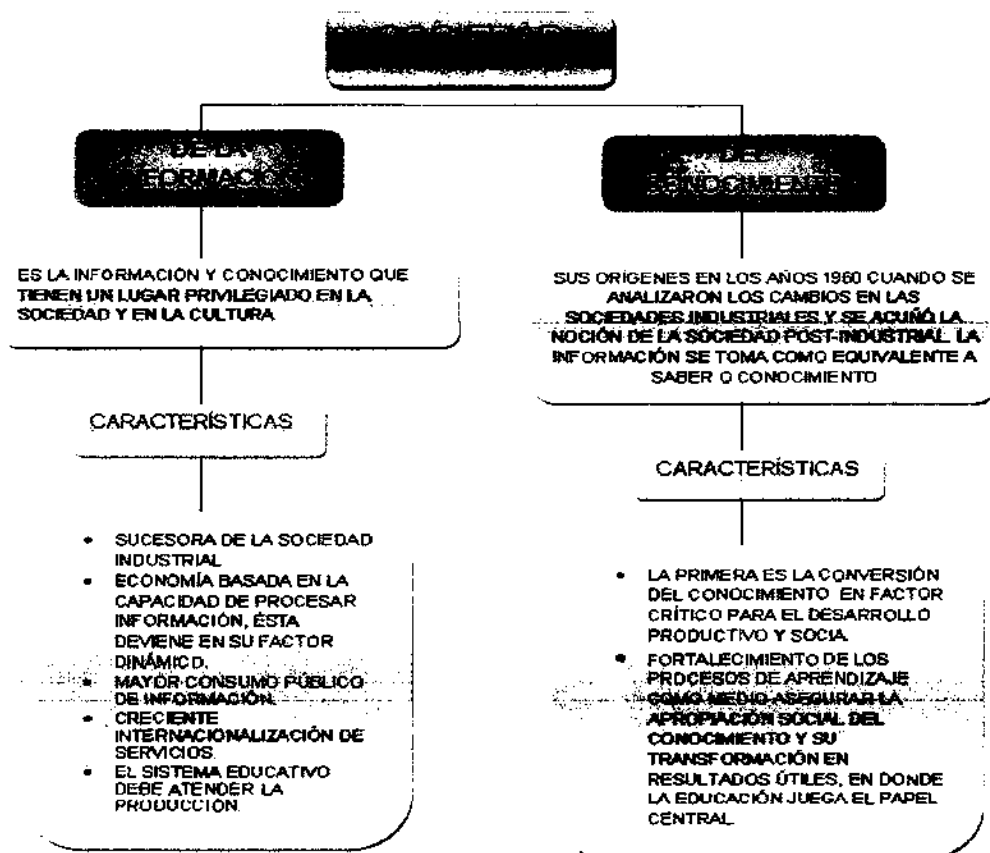 SOCIEDAD
DE LA
FORMACIÓ
DEL
CONOCIMIENTO
ES LA INFORMACIÓN Y CONOCIMIENTO QUE
TIENEN UN LUGAR PRIVILEGIADO EN LA
SOCIEDAD Y EN LA CULTURA
SUS ORÍGENES EN LOS AÑOS 1960 CUANDO SE
ANALIZARON LOS CAMBIOS EN LAS
SOCIEDADES INDUSTRIALES Y SE ACUÑÓ LA
NOCIÓN DE LA SOCIEDAD POST-INDUSTRIAL. LA
INFORMACIÓN SE TOMA COMO EQUIVALENTE A
SABER O CONOCIMIENTO
CARACTERÍSTICAS
CARACTERÍSTICAS
• SUCESORA DE LA SOCIEDAD
INDUSTRIAL
• ECONOMÍA BASADA EN LA
CAPACIDAD DE PROCESAR
INFORMACIÓN, ÉSTA
DEVIENE EN SU FACTOR
DINÁMICO.
• MAYOR CONSUMO PÚBLICO
DE INFORMACIÓN.
• CRECIENTE
INTERNACIONALIZACIÓN DE
SERVICIOS.
• EL SISTEMA EDUCATIVO
DEBE ATENDER LA
PRODUCCIÓN.
• LA PRIMERA ES LA CONVERSIÓN
DEL CONOCIMIENTO EN FACTOR
CRÍTICO PARA EL DESARROLLO
PRODUCTIVO Y SOCIA.
• FORTALECIMIENTO DE LOS
PROCESOS DE APRENDIZAJE
COMO MEDIO ASEGURAR LA
APROPIACIÓN SOCIAL DEL
CONOCIMIENTO Y SU
TRANSFORMACIÓN EN
RESULTADOS ÚTILES, EN DONDE
LA EDUCACIÓN JUEGA EL PAPEL
CENTRAL